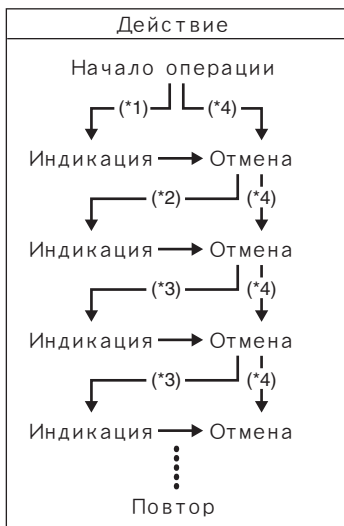 Действие
Начало операции
(*1) (*4)
Индикация Отмена
(*2) (*4)
Индикация Отмена
(*3) (*4)
Индикация Отмена
(*3) (*4)
Индикация Отмена
Повтор